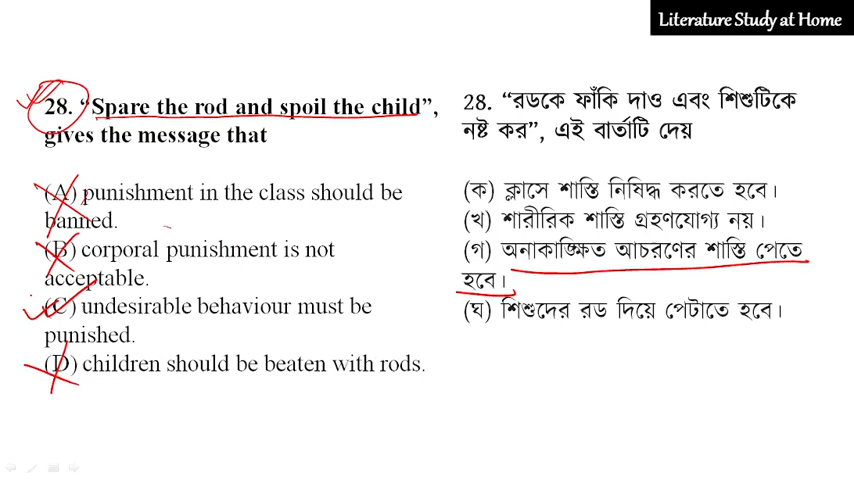 Literature Study at Home
28. “Spare the rod and spoil the child”,
gives the message that
(A) punishment in the class should be
banned.
(B) corporal punishment is not
acceptable.
(C) undesirable behaviour must be
punished.
(D) children should be beaten with rods.
28. “রডকে ফাঁকি দাও এবং শিশুটিকে
নষ্ট কর”, এই বার্তাটি দেয়
(ক) ক্লাসে শাস্তি নিষিদ্ধ করতে হবে।
(খ) শারীরিক শাস্তি গ্রহণযোগ্য নয়।
(গ) অনাকাঙ্ক্ষিত আচরণের শাস্তি পেতে
হবে।
(ঘ) শিশুদের রড দিয়ে পেটাতে হবে।